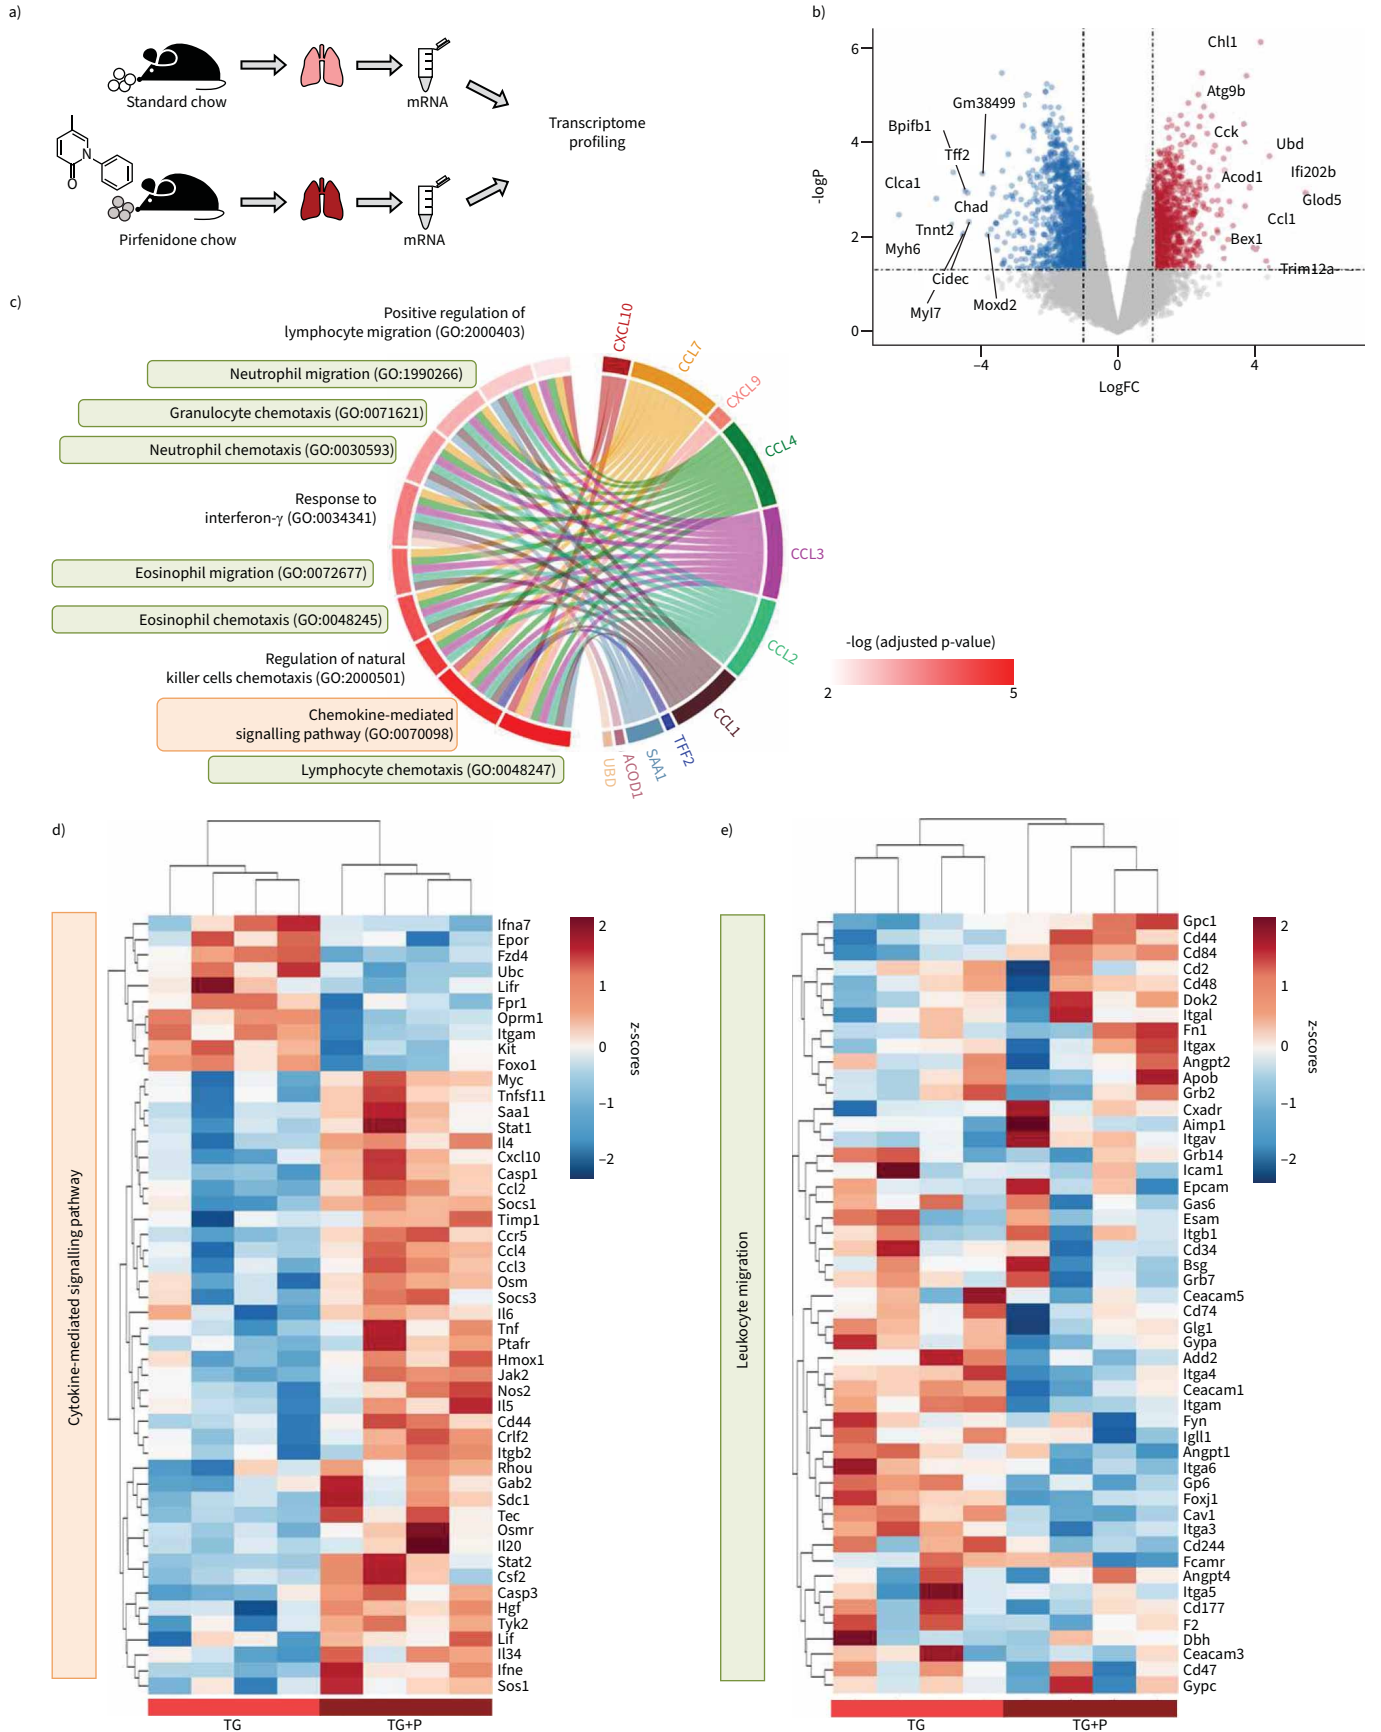 a)
Standard chow
mRNA
N
O
Transcriptome
profiling
Pirfenidone chow
mRNA
b)
-logP
6
4
2
0
–4
0
4
LogFC
Chl1
Atg9b
Cck
Ubd
Acod1
Ifi202b
Glod5
Ccl1
Bex1
Trim12a
Gm38499
Bpifb1
Tff2
Clca1
Chad
Tnnt2
Myh6
Cidec
Myl7
Moxd2
c)
Positive regulation of
lymphocyte migration (GO:2000403)
Neutrophil migration (GO:1990266)
Granulocyte chemotaxis (GO:0071621)
Neutrophil chemotaxis (GO:0030593)
Response to
interferon-γ (GO:0034341)
Eosinophil migration (GO:0072677)
Eosinophil chemotaxis (GO:0048245)
Regulation of natural
killer cells chemotaxis (GO:2000501)
Chemokine-mediated
signalling pathway (GO:0070098)
Lymphocyte chemotaxis (GO:0048247)
CXCL10
CCL7
CXCL9
CCL4
CCL3
CCL2
CCL1
TFF2
SAA1
ACOD1
UBD
-log (adjusted p-value)
2
5
d)
Cytokine-mediated signalling pathway
Ifna7
Epor
Fzd4
Ubc
Lifr
Fpr1
Oprm1
Itgam
Kit
Foxo1
Myc
Tnfsf11
Saa1
Stat1
Il4
Cxcl10
Casp1
Ccl2
Socs1
Timp1
Ccr5
Ccl4
Ccl3
Osm
Socs3
Il6
Tnf
Ptafr
Hmox1
Jak2
Nos2
Il5
Cd44
Crlf2
Itgb2
Rhou
Gab2
Sdc1
Tec
Osmr
Il20
Stat2
Csf2
Casp3
Hgf
Tyk2
Lif
Il34
Ifne
Sos1
2
1
0
–1
–2
z-scores
TG
TG+P
e)
Leukocyte migration
Gpc1
Cd44
Cd84
Cd2
Cd48
Dok2
Itgal
Fn1
Itgax
Angpt2
Apob
Grb2
Cxadr
Aimp1
Itgav
Grb14
Icam1
Epcam
Gas6
Esam
Itgb1
Cd34
Bsg
Grb7
Ceacam5
Cd74
Glg1
Gypa
Add2
Itga4
Ceacam1
Itgam
Fyn
Igll1
Angpt1
Itga6
Gp6
Foxj1
Cav1
Itga3
Cd244
Fcamr
Angpt4
Itga5
Cd177
F2
Dbh
Ceacam3
Cd47
Gypc
2
1
0
–1
–2
z-scores
TG
TG+P